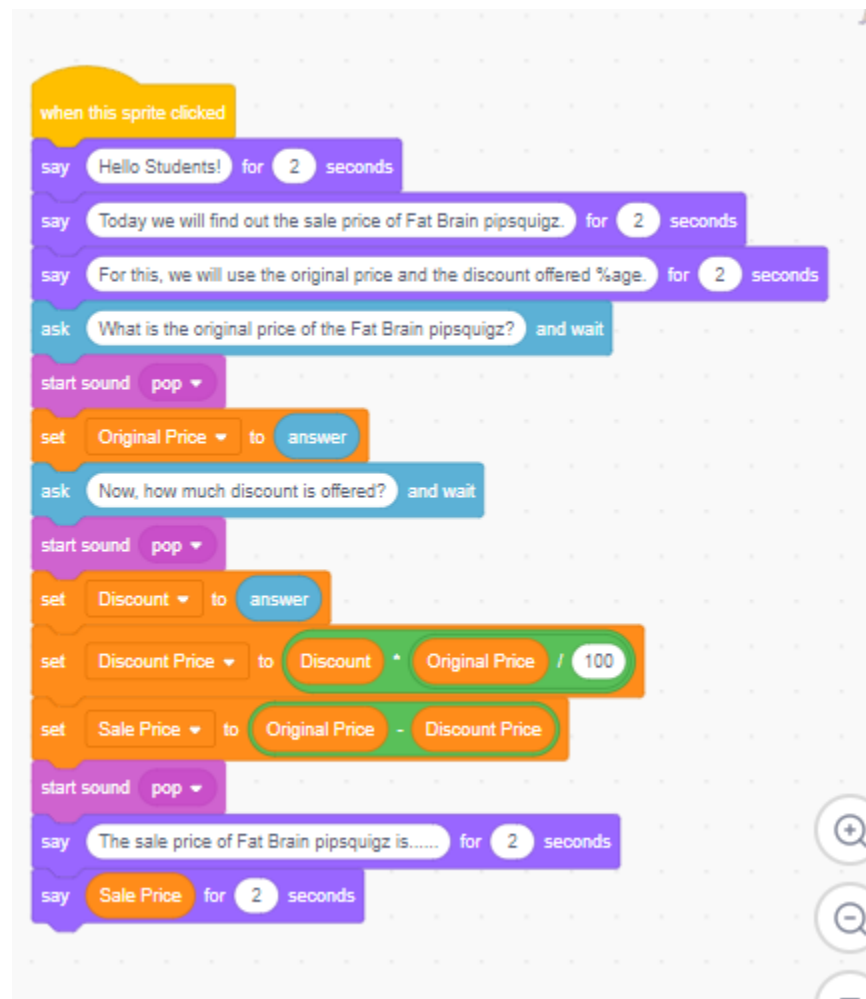 when this sprite clicked
say Hello Students! for 2 seconds
say Today we will find out the sale price of Fat Brain pipsquigz. for 2 seconds
say For this, we will use the original price and the discount offered %age. for 2 seconds
ask What is the original price of the Fat Brain pipsquigz? and wait
start sound pop
set Original Price to answer
ask Now, how much discount is offered? and wait
start sound pop
set Discount to answer
set Discount Price to Discount * Original Price / 100
set Sale Price to Original Price - Discount Price
start sound pop
say The sale price of Fat Brain pipsquigz is...... for 2 seconds
say Sale Price for 2 seconds